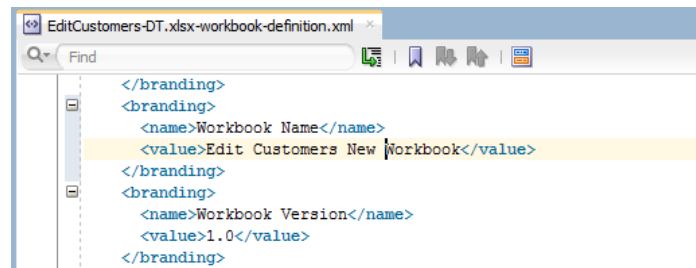 EditCustomers-DT.xlsx-workbook-definition.xml
Find
</branding>
<branding>
<name>Workbook Name</name>
<value>Edit Customers New Workbook</value>
</branding>
<branding>
<name>Workbook Version</name>
<value>1.0</value>
</branding>